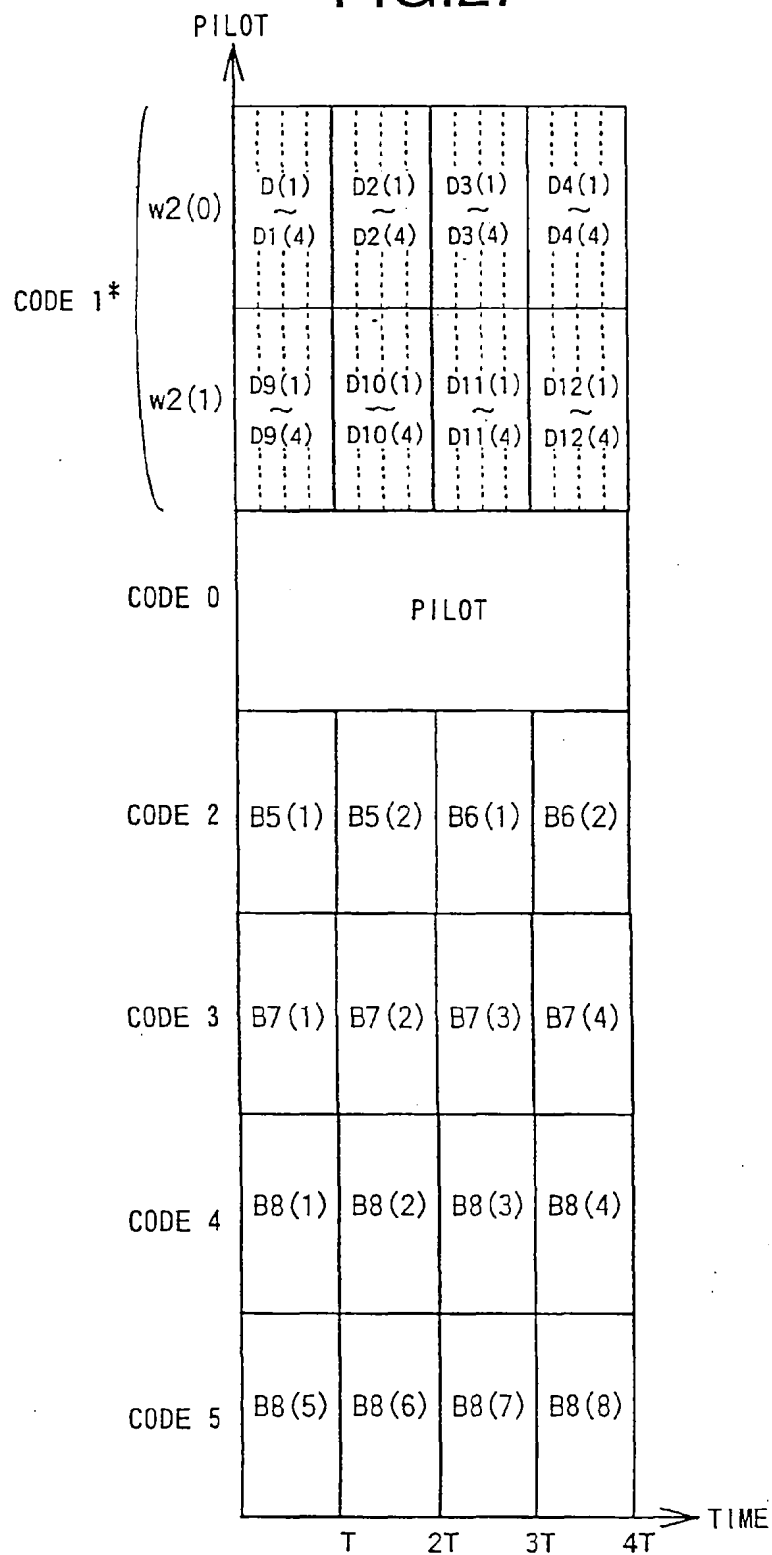 FIG.27
PILOT
CODE 1*
w2(0)
D(1) D2(1) D3(1) D4(1)
~ ~ ~ ~
D1(4) D2(4) D3(4) D4(4)
w2(1)
D9(1) D10(1) D11(1) D12(1)
~ ~ ~ ~
D9(4) D10(4) D11(4) D12(4)
CODE 0 PILOT
CODE 2 B5(1) B5(2) B6(1) B6(2)
CODE 3 B7(1) B7(2) B7(3) B7(4)
CODE 4 B8(1) B8(2) B8(3) B8(4)
CODE 5 B8(5) B8(6) B8(7) B8(8)
TIME
T 2T 3T 4T